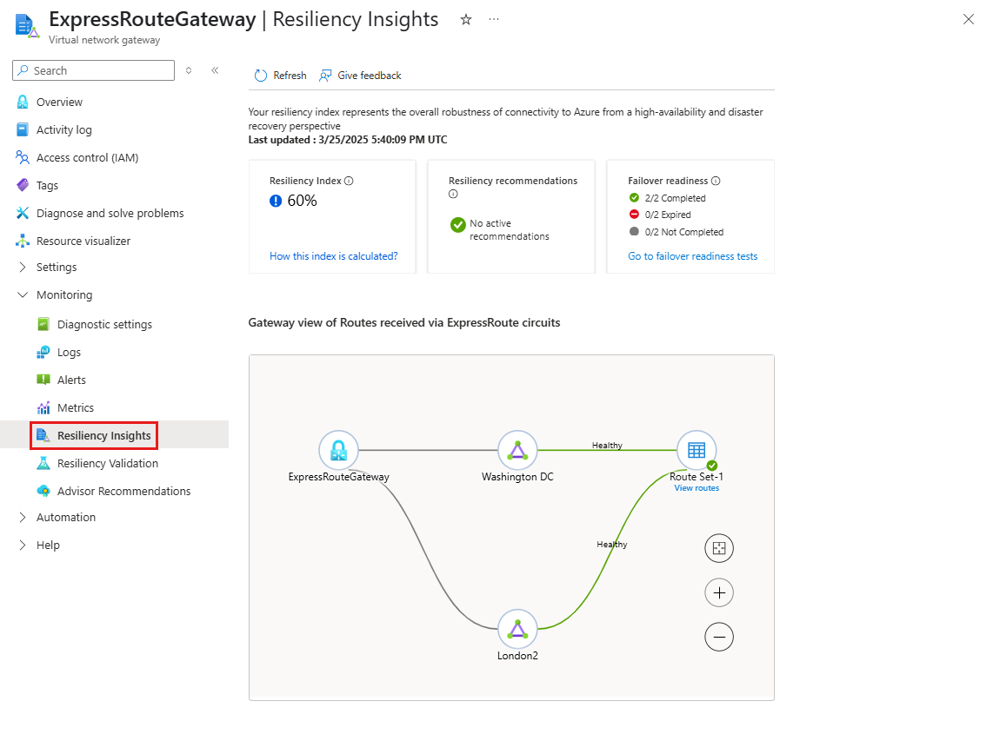 ExpressRouteGateway | Resiliency Insights
Virtual network gateway
Search
Overview
Activity log
Access control (IAM)
Tags
Diagnose and solve problems
Resource visualizer
Settings
Monitoring
Diagnostic settings
Logs
Alerts
Metrics
Resiliency Insights
Resiliency Validation
Advisor Recommendations
Automation
Help
Refresh
Give feedback
Your resiliency index represents the overall robustness of connectivity to Azure from a high-availability and disaster
recovery perspective
Last updated : 3/25/2025 5:40:09 PM UTC
Resiliency Index
60%
How this index is calculated?
Resiliency recommendations
No active
recommendations
Failover readiness
2/2 Completed
0/2 Expired
0/2 Not Completed
Go to failover readiness tests
Gateway view of Routes received via ExpressRoute circuits
Healthy
ExpressRouteGateway
Washington DC
Route Set-1
View routes
Healthy
London2